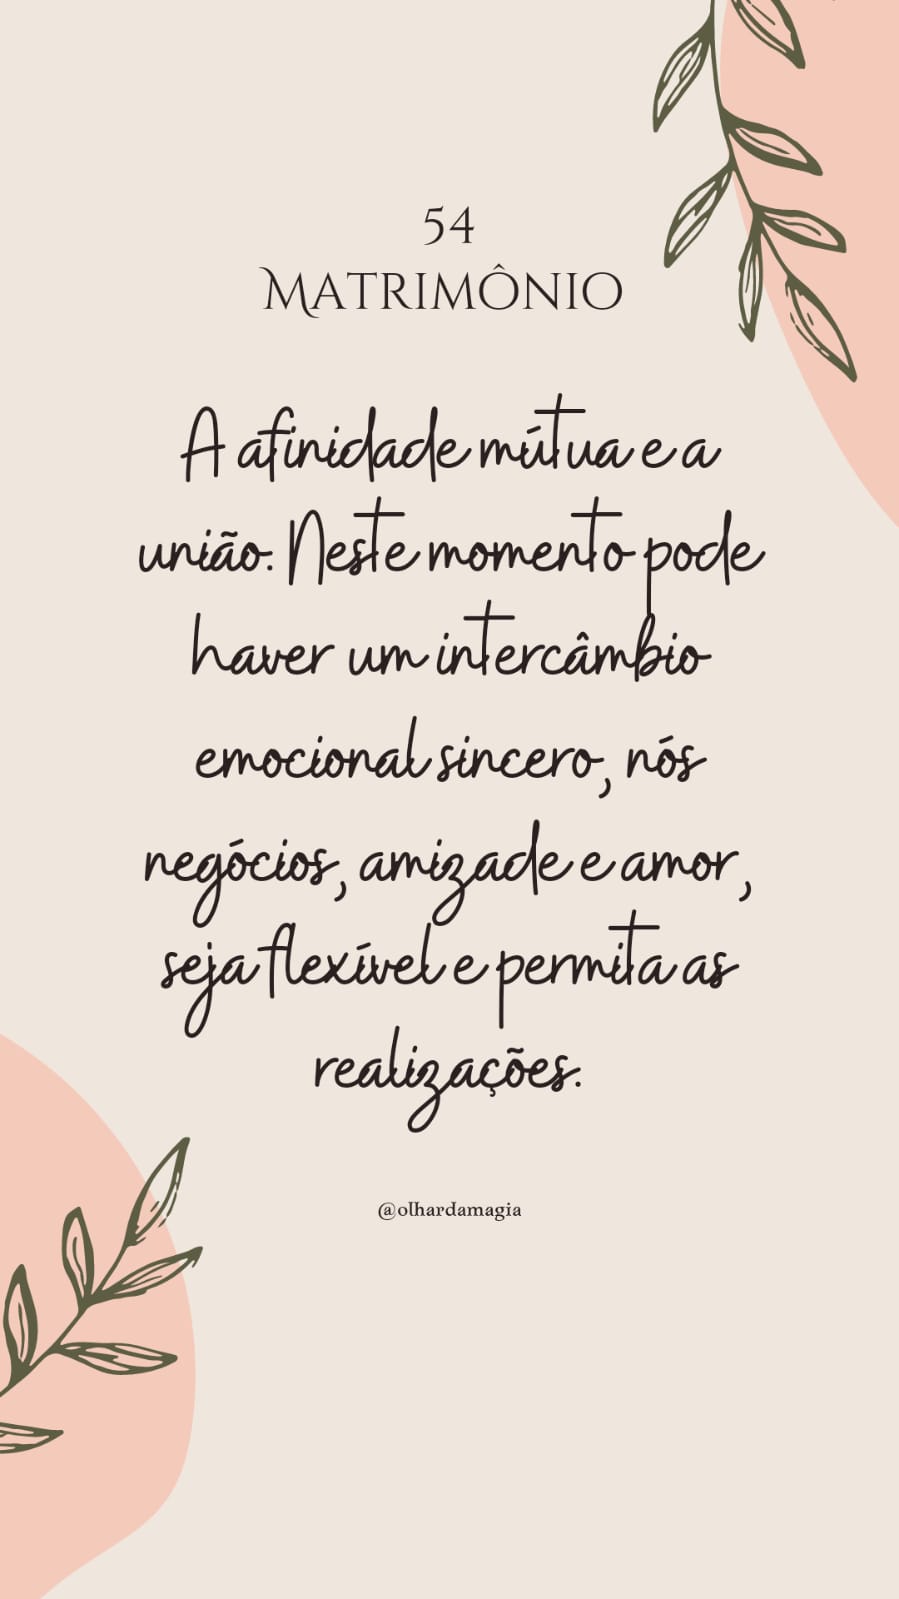 54
Matrimônio
A afinidade mútua e a
união. Neste momento pode
haver um intercâmbio
emocional sincero, nós
negócios, amizade e amor,
seja flexível e permita as
realizações.
@olhardamagia